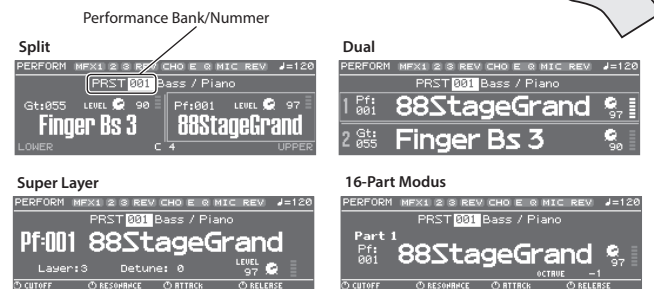 Performance Bank/Nummer
Split
PERFORM MFX1 2 3 REV CHO E Q MIC REV ♩=120
PRST 001 Bass / Piano
Gt:055 LEVEL 90
Finger Bs 3
Pf:001 LEVEL 97
88StageGrand
LOWER C 4 UPPER
Dual
PERFORM MFX1 2 3 REV CHO E Q MIC REV ♩=120
PRST 001 Bass / Piano
1 Pf: 001 88StageGrand 97
2 Gt: 055 Finger Bs 3 90
Super Layer
PERFORM MFX1 2 3 REV CHO E Q MIC REV ♩=120
PRST 001 Bass / Piano
Pf:001 88StageGrand
Layer:3 Detune: 0 LEVEL 97
CUTOFF RESONANCE ATTACK RELEASE
16-Part Modus
PERFORM MFX1 2 3 REV CHO E Q MIC REV ♩=120
PRST 001 Bass / Piano
Part 1
Pf: 001 88StageGrand 97
OCTAVE -1
CUTOFF RESONANCE ATTACK RELEASE